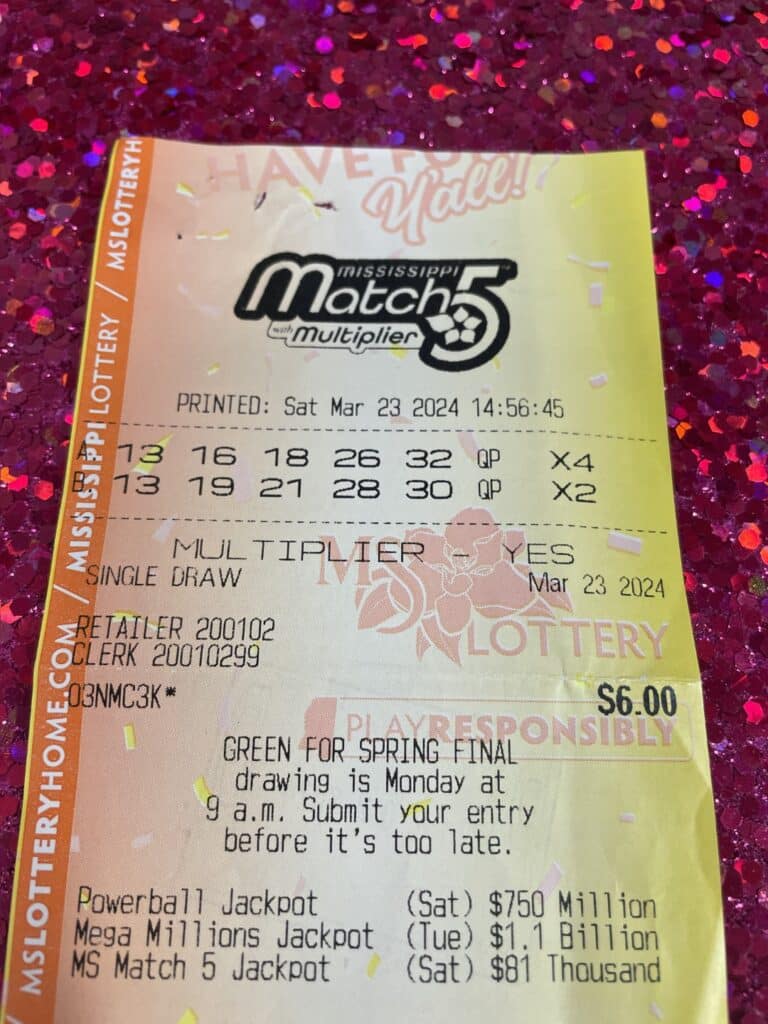 HAVE FUN
Y'all!
MISSISSIPPI
Match 5
with Multiplier
PRINTED: Sat Mar 23 2024 14:56:45
A. 13 16 18 26 32 QP X4
B. 13 19 21 28 30 QP X2
MULTIPLIER - YES
SINGLE DRAW Mar 23 2024
MS LOTTERY
RETAILER 200102
CLERK 20010299
03NMC3K* $6.00
PLAY RESPONSIBLY
GREEN FOR SPRING FINAL
drawing is Monday at
9 a.m. Submit your entry
before it's too late.
Powerball Jackpot (Sat) $750 Million
Mega Millions Jackpot (Tue) $1.1 Billion
MS Match 5 Jackpot (Sat) $81 Thousand
MSLOTTERYHOME.COM / MISSISSIPPI LOTTERY / MSLOTTERYH